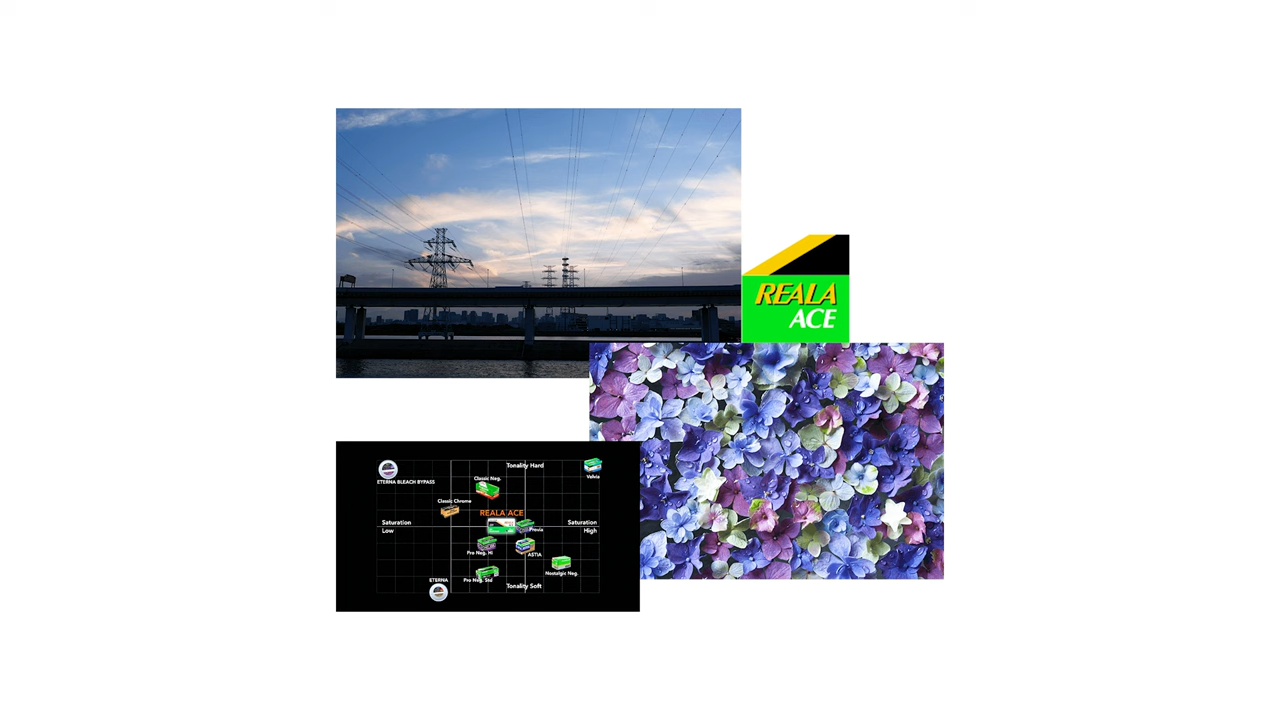 REALA
ACE
Tonality Hard
ETERNA BLEACH BYPASS
Classic Neg.
Velvia
Classic Chrome
REALA ACE
Saturation
Low
Saturation
High
Provia
Pro Neg. Hi
ASTIA
Nostalgic Neg.
Pro Neg. Std
ETERNA
Tonality Soft